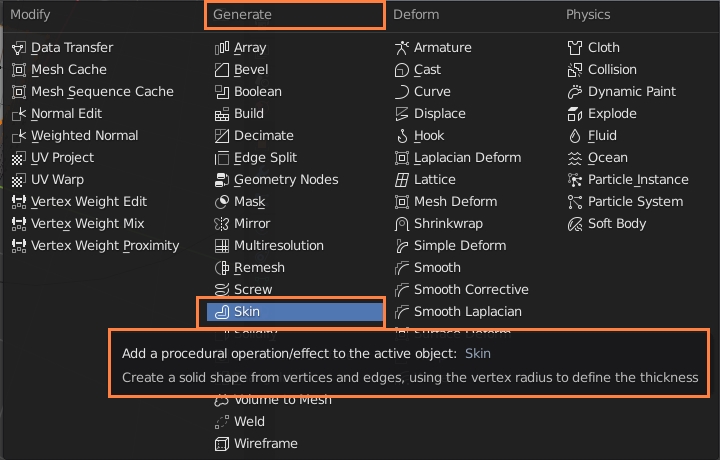 Modify
Data Transfer
Mesh Cache
Mesh Sequence Cache
Normal Edit
Weighted Normal
UV Project
UV Warp
Vertex Weight Edit
Vertex Weight Mix
Vertex Weight Proximity
Generate
Array
Bevel
Boolean
Build
Decimate
Edge Split
Geometry Nodes
Mask
Mirror
Multiresolution
Remesh
Screw
Skin
Solidify
Volume to Mesh
Weld
Wireframe
Deform
Armature
Cast
Curve
Displace
Hook
Laplacian Deform
Lattice
Mesh Deform
Shrinkwrap
Simple Deform
Smooth
Smooth Corrective
Smooth Laplacian
Surface Deform
Physics
Cloth
Collision
Dynamic Paint
Explode
Fluid
Ocean
Particle Instance
Particle System
Soft Body
Add a procedural operation/effect to the active object: Skin
Create a solid shape from vertices and edges, using the vertex radius to define the thickness